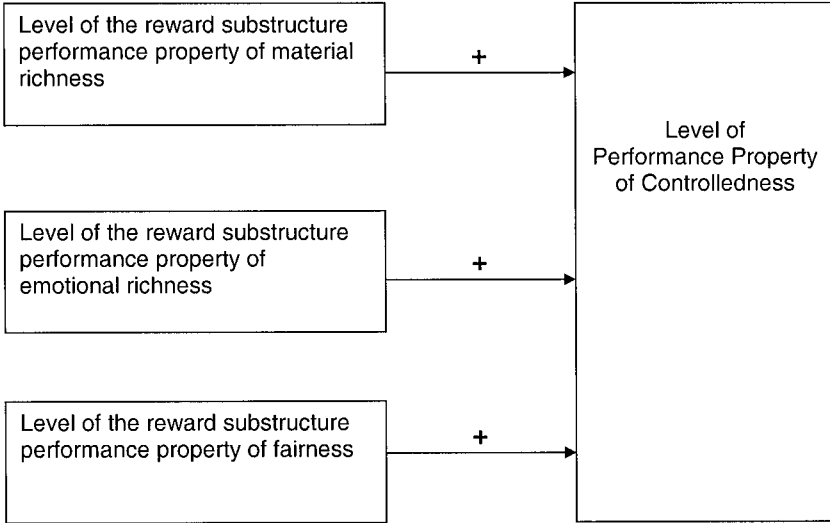 Level of the reward substructure
performance property of material
richness
+
Level of
Performance Property
of Controlledness
Level of the reward substructure
performance property of
emotional richness
+
Level of the reward substructure
performance property of fairness
+